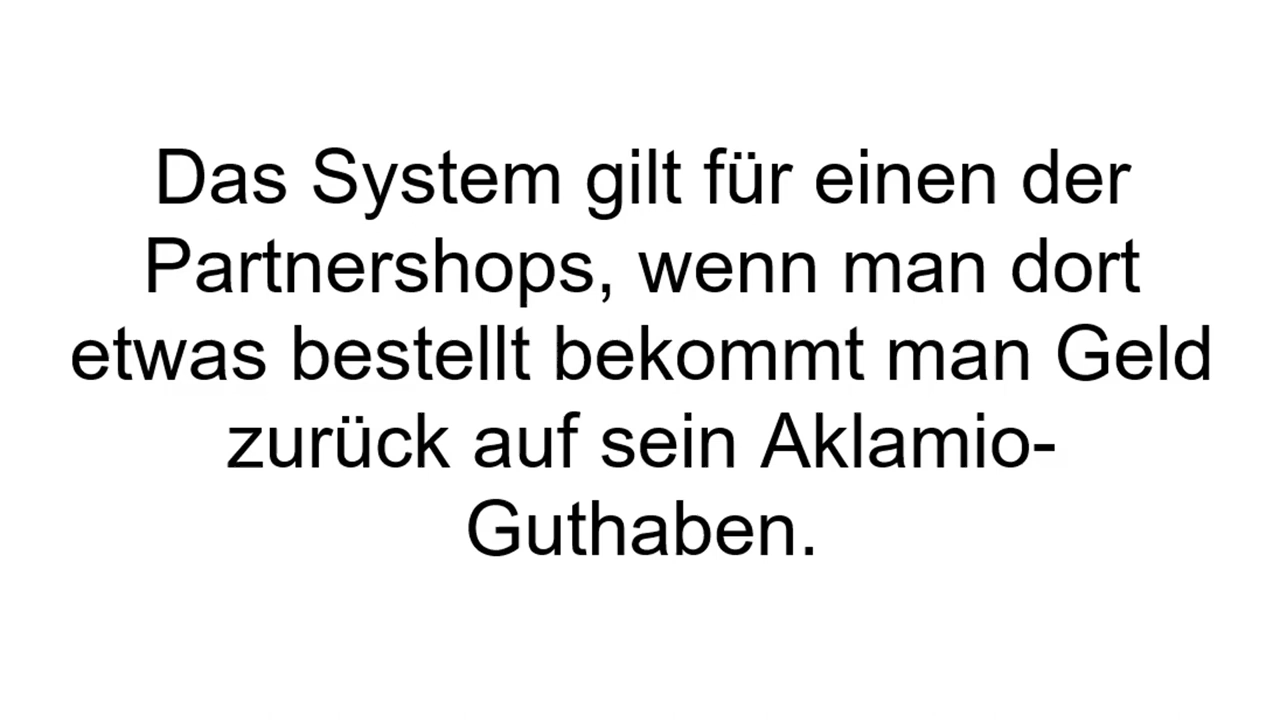 Das System gilt für einen der
Partnershops, wenn man dort
etwas bestellt bekommt man Geld
zurück auf sein Aklamio-
Guthaben.